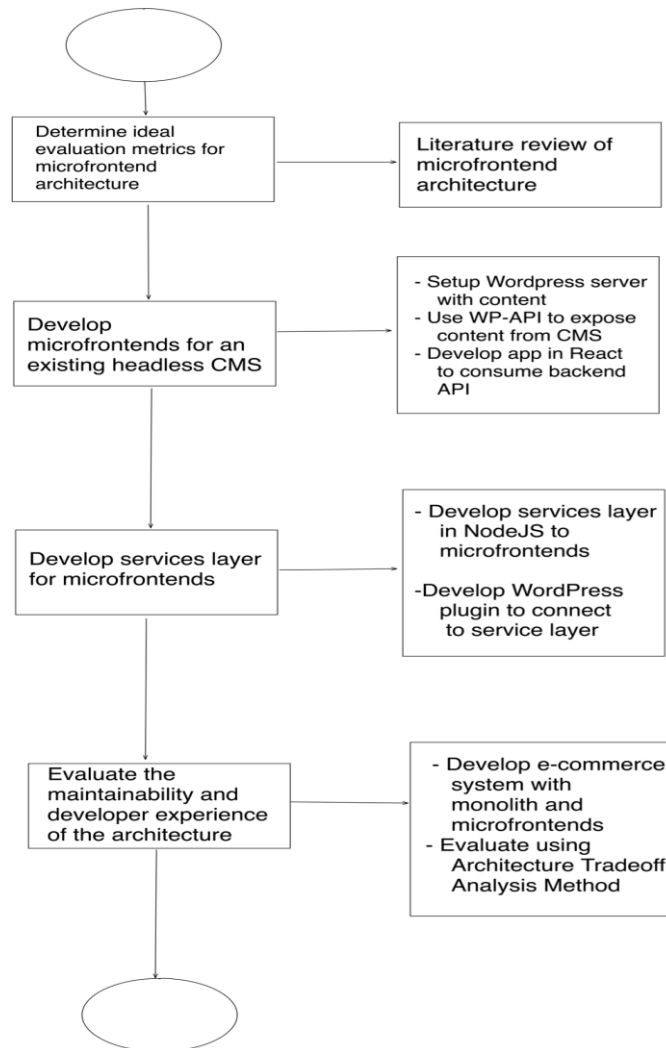 Determine ideal
evaluation metrics for
microfrontend
architecture
Literature review of
microfrontend
architecture
Develop
microfrontends for an
existing headless CMS
- Setup Wordpress server
with content
- Use WP-API to expose
content from CMS
- Develop app in React
to consume backend
API
Develop services layer
for microfrontends
- Develop services layer
in NodeJS to
microfrontends
-Develop WordPress
plugin to connect
to service layer
Evaluate the
maintainability and
developer experience
of the architecture
- Develop e-commerce
system with
monolith and
microfrontends
- Evaluate using
Architecture Tradeoff
Analysis Method